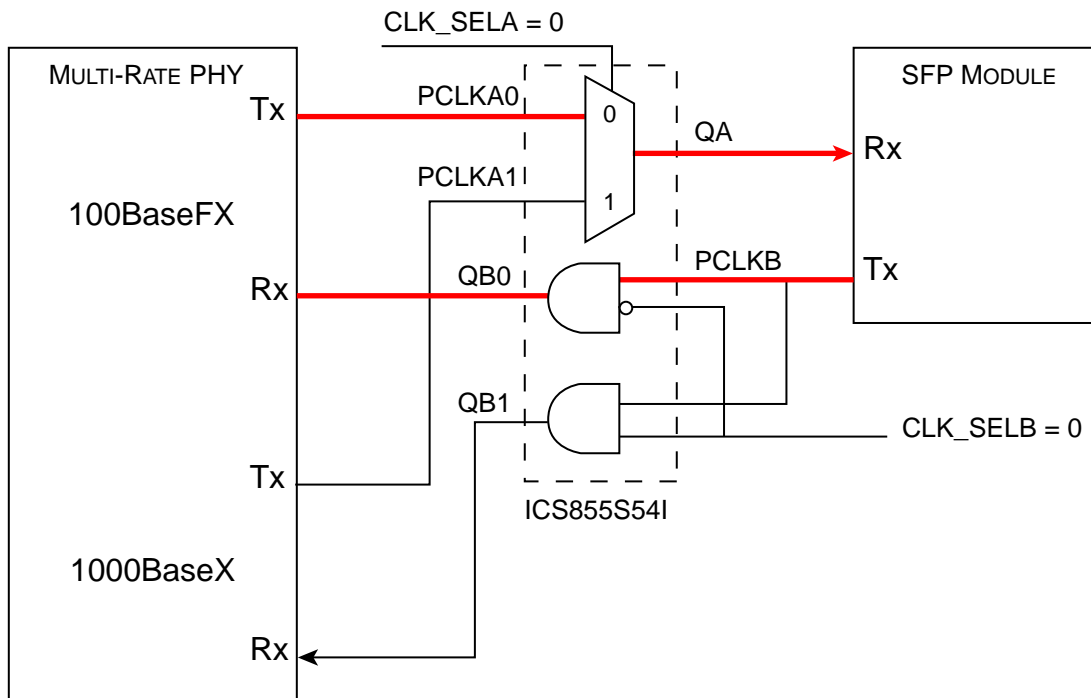 CLK_SELA = 0
MULTI-RATE PHY
SFP MODULE
Tx
PCLKA0
0
QA
Rx
PCLKA1
1
100BaseFX
PCLKB
Tx
QB0
Rx
QB1
CLK_SELB = 0
Tx
ICS855S54I
1000BaseX
Rx